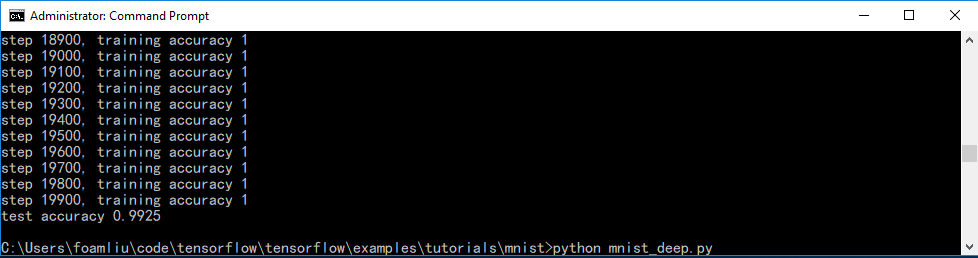 Administrator: Command Prompt
step 18900, training accuracy 1
step 19000, training accuracy 1
step 19100, training accuracy 1
step 19200, training accuracy 1
step 19300, training accuracy 1
step 19400, training accuracy 1
step 19500, training accuracy 1
step 19600, training accuracy 1
step 19700, training accuracy 1
step 19800, training accuracy 1
step 19900, training accuracy 1
test accuracy 0.9925
C:\Users\foamliu\code\tensorflow\tensorflow\examples\tutorials\mnist>python mnist_deep.py